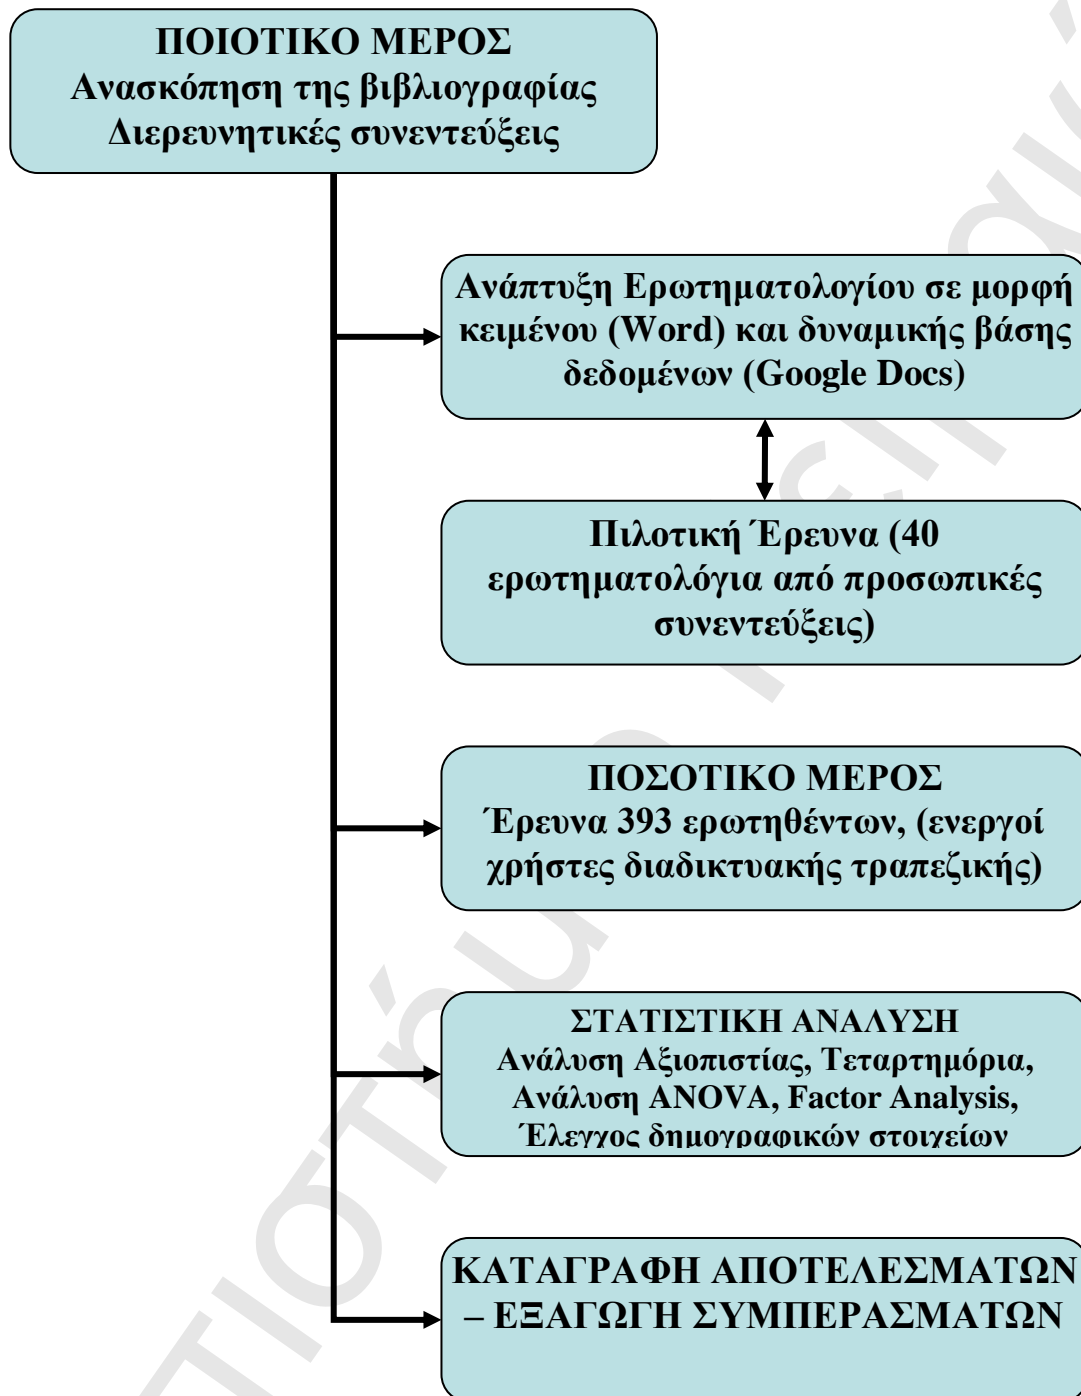 ΠΟΙΟΤΙΚΟ ΜΕΡΟΣ
Ανασκόπηση της βιβλιογραφίας
Διερευνητικές συνεντεύξεις
Ανάπτυξη Ερωτηματολογίου σε μορφή
κειμένου (Word) και δυναμικής βάσης
δεδομένων (Google Docs)
Πιλοτική Έρευνα (40
ερωτηματολόγια από προσωπικές
συνεντεύξεις)
ΠΟΣΟΤΙΚΟ ΜΕΡΟΣ
Έρευνα 393 ερωτηθέντων, (ενεργοί
χρήστες διαδικτυακής τραπεζικής)
ΣΤΑΤΙΣΤΙΚΗ ΑΝΑΛΥΣΗ
Ανάλυση Αξιοπιστίας, Τεταρτημόρια,
Ανάλυση ANOVA, Factor Analysis,
Έλεγχος δημογραφικών στοιχείων
ΚΑΤΑΓΡΑΦΗ ΑΠΟΤΕΛΕΣΜΑΤΩΝ
– ΕΞΑΓΩΓΗ ΣΥΜΠΕΡΑΣΜΑΤΩΝ